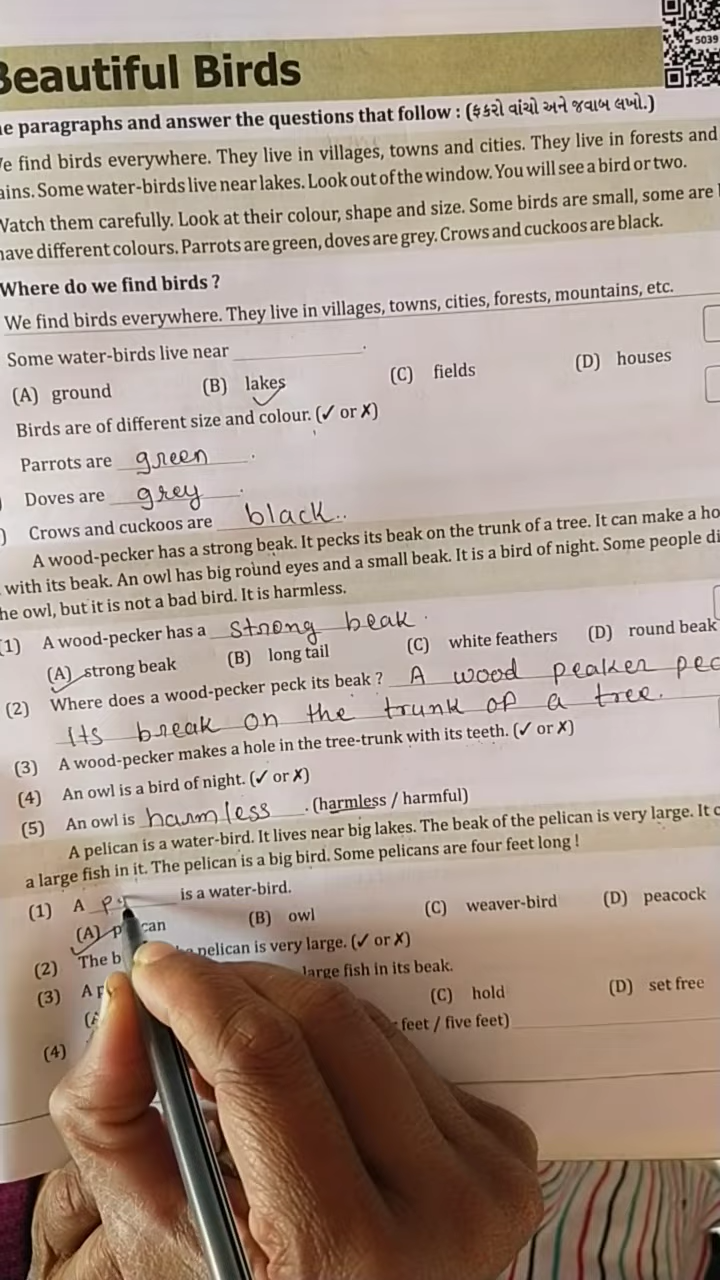 5039
Beautiful Birds
paragraphs and answer the questions that follow : (ફકરો વાંચો અને જવાબ લખો.)
find birds everywhere. They live in villages, towns and cities. They live in forests and
Some water-birds live near lakes. Look out of the window. You will see a bird or two.
Watch them carefully. Look at their colour, shape and size. Some birds are small, some are
have different colours. Parrots are green, doves are grey. Crows and cuckoos are black.
Where do we find birds ?
We find birds everywhere. They live in villages, towns, cities, forests, mountains, etc.
Some water-birds live near ____________.
(A) ground (B) lakes (C) fields (D) houses
Birds are of different size and colour. (✓ or ✗)
Parrots are green.
Doves are grey.
) Crows and cuckoos are black..
A wood-pecker has a strong beak. It pecks its beak on the trunk of a tree. It can make a
with its beak. An owl has big round eyes and a small beak. It is a bird of night. Some people
the owl, but it is not a bad bird. It is harmless.
(1) A wood-pecker has a strong beak.
(A) strong beak (B) long tail (C) white feathers (D) round beak
(2) Where does a wood-pecker peck its beak ? A wood peaker pec
Its break on the trunk of a tree.
(3) A wood-pecker makes a hole in the tree-trunk with its teeth. (✓ or ✗)
(4) An owl is a bird of night. (✓ or ✗)
(5) An owl is harmless. (harmless / harmful)
A pelican is a water-bird. It lives near big lakes. The beak of the pelican is very large. It
a large fish in it. The pelican is a big bird. Some pelicans are four feet long !
(1) A ____ is a water-bird.
(A) (B) owl (C) weaver-bird (D) peacock
(2) The pelican is very large. (✓ or ✗)
(3) A large fish in its beak.
(C) hold (D) set free
(4) feet / five feet)